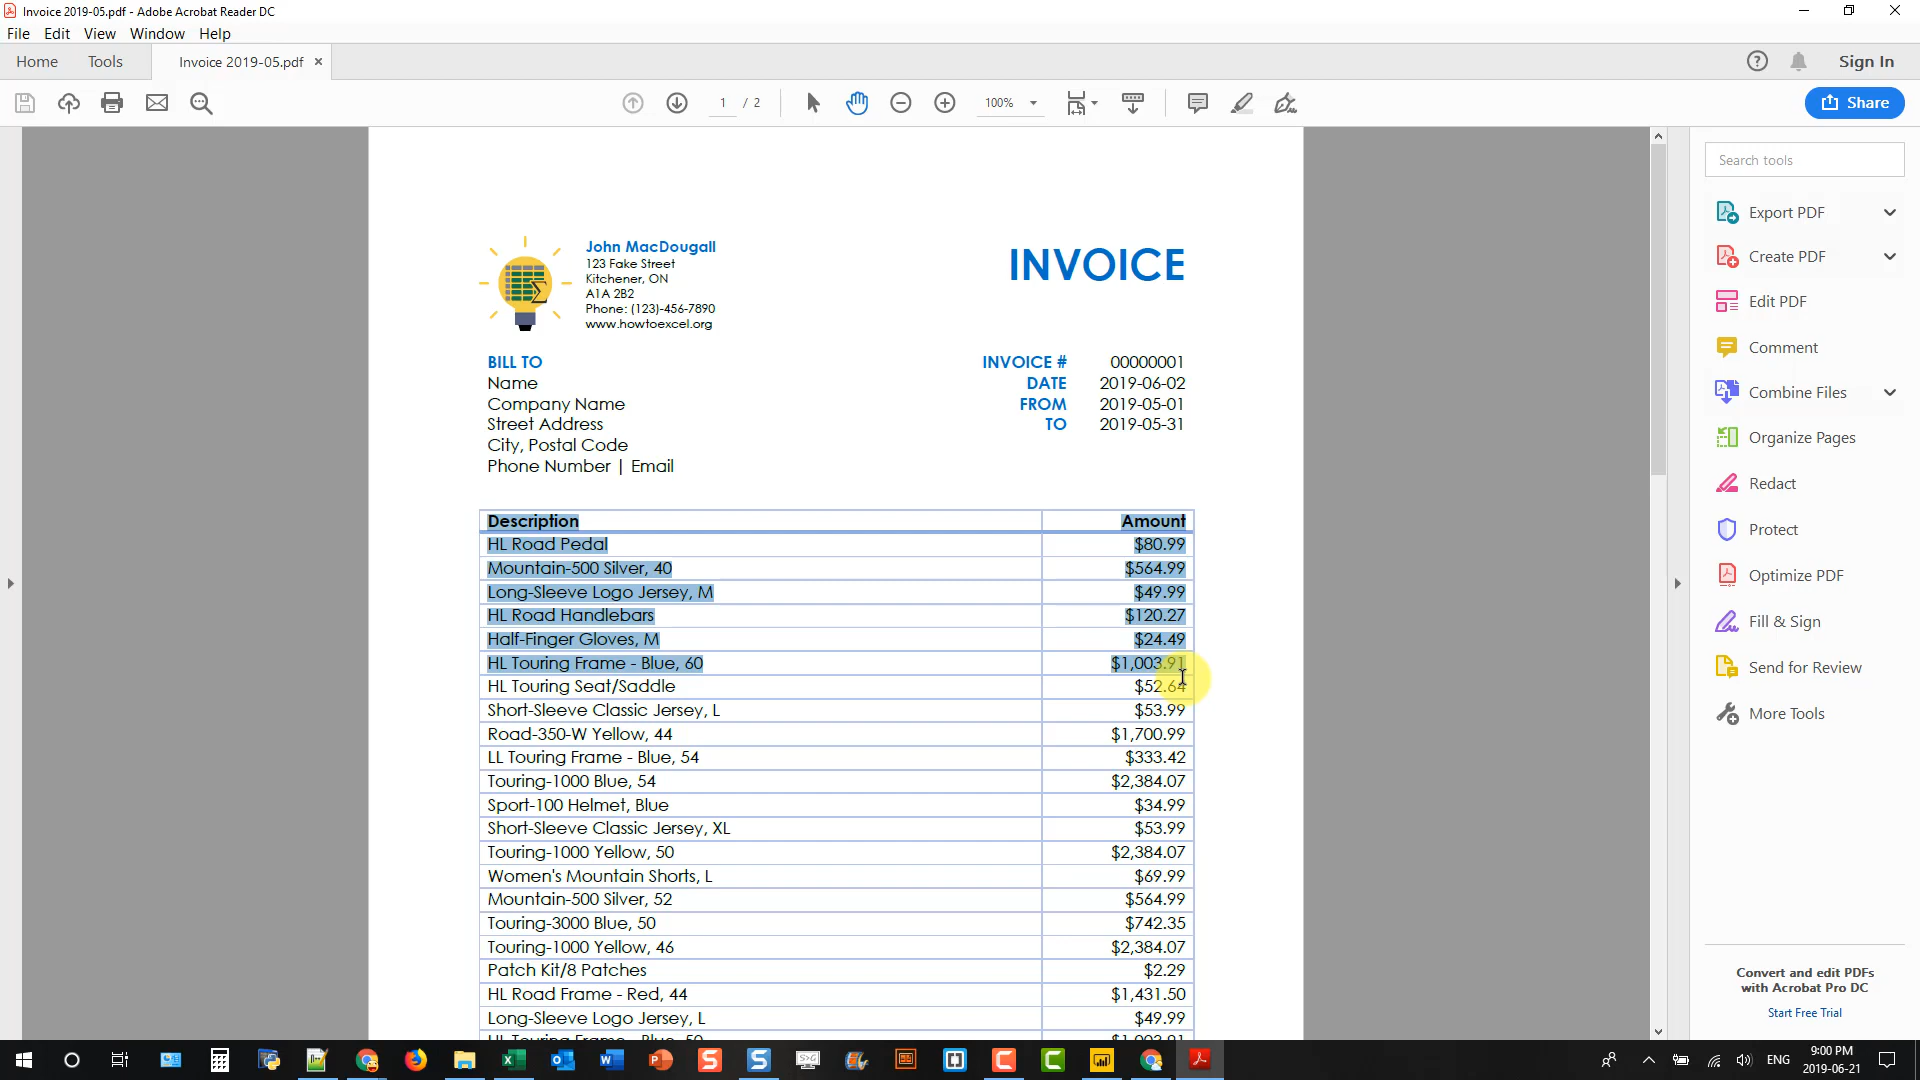 Invoice 2019-05.pdf - Adobe Acrobat Reader DC
File Edit View Window Help
Home Tools Invoice 2019-05.pdf × Sign In
1 / 2 100% Share
Search tools
Export PDF
Create PDF
Edit PDF
Comment
Combine Files
Organize Pages
Redact
Protect
Optimize PDF
Fill & Sign
Send for Review
More Tools
Convert and edit PDFs
with Acrobat Pro DC
Start Free Trial
John MacDougall
123 Fake Street
Kitchener, ON
A1A 2B2
Phone: (123)-456-7890
www.howtoexcel.org
INVOICE
BILL TO
Name
Company Name
Street Address
City, Postal Code
Phone Number | Email
INVOICE # 00000001
DATE 2019-06-02
FROM 2019-05-01
TO 2019-05-31
Description Amount
HL Road Pedal $80.99
Mountain-500 Silver, 40 $564.99
Long-Sleeve Logo Jersey, M $49.99
HL Road Handlebars $120.27
Half-Finger Gloves, M $24.49
HL Touring Frame - Blue, 60 $1,003.91
HL Touring Seat/Saddle $52.64
Short-Sleeve Classic Jersey, L $53.99
Road-350-W Yellow, 44 $1,700.99
LL Touring Frame - Blue, 54 $333.42
Touring-1000 Blue, 54 $2,384.07
Sport-100 Helmet, Blue $34.99
Short-Sleeve Classic Jersey, XL $53.99
Touring-1000 Yellow, 50 $2,384.07
Women's Mountain Shorts, L $69.99
Mountain-500 Silver, 52 $564.99
Touring-3000 Blue, 50 $742.35
Touring-1000 Yellow, 46 $2,384.07
Patch Kit/8 Patches $2.29
HL Road Frame - Red, 44 $1,431.50
Long-Sleeve Logo Jersey, L $49.99
HL Touring Frame - Blue, 50 $1,003.91
ENG
9:00 PM
2019-06-21